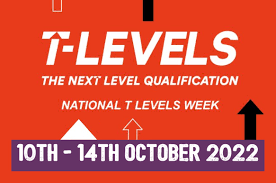 T-LEVELS
THE NEXT LEVEL QUALIFICATION
NATIONAL T LEVELS WEEK
10TH - 14TH OCTOBER 2022